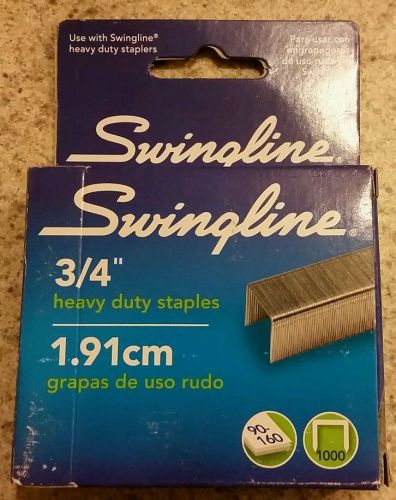 Use with Swingline®
heavy duty staplers
Para usar con
engrapadoras
de uso rudo
Sw
Swingline®
Swingline®
3/4"
heavy duty staples
1.91cm
grapas de uso rudo
90-
160
1000